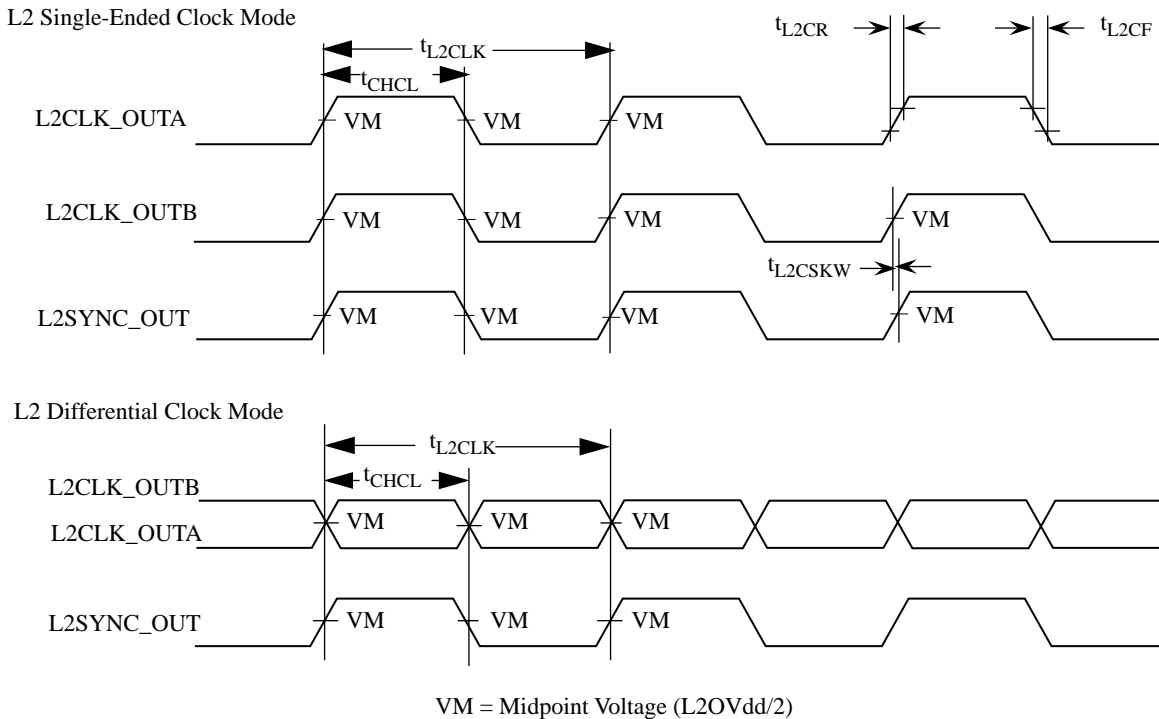 L2 Single-Ended Clock Mode
tL2CR
tL2CF
tL2CLK
tCHCL
L2CLK_OUTA
VM
VM
VM
L2CLK_OUTB
VM
VM
VM
VM
tL2CSKW
L2SYNC_OUT
VM
VM
VM
VM
L2 Differential Clock Mode
tL2CLK
tCHCL
L2CLK_OUTB
L2CLK_OUTA
VM
VM
VM
L2SYNC_OUT
VM
VM
VM
VM = Midpoint Voltage (L2OVdd/2)